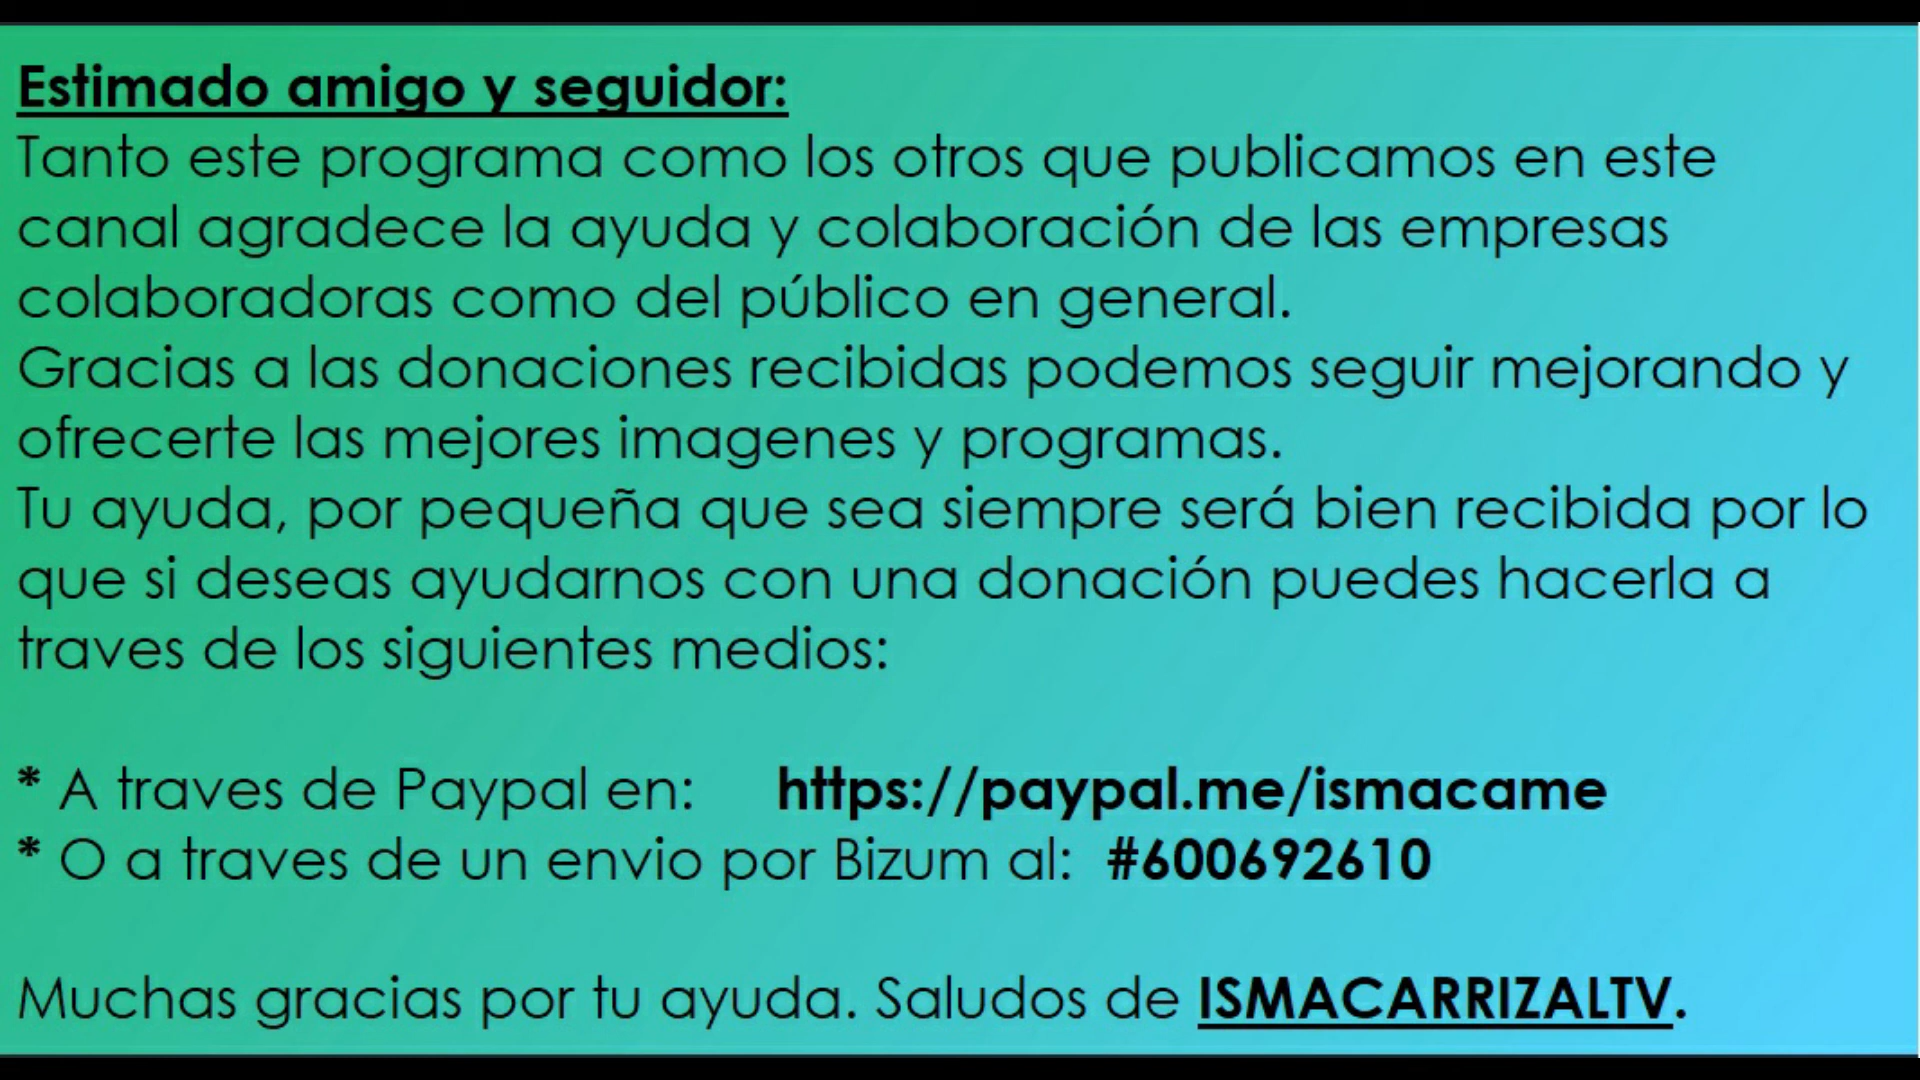 Estimado amigo y seguidor:
Tanto este programa como los otros que publicamos en este
canal agradece la ayuda y colaboración de las empresas
colaboradoras como del público en general.
Gracias a las donaciones recibidas podemos seguir mejorando y
ofrecerte las mejores imagenes y programas.
Tu ayuda, por pequeña que sea siempre será bien recibida por lo
que si deseas ayudarnos con una donación puedes hacerla a
traves de los siguientes medios:
* A traves de Paypal en: https://paypal.me/ismacame
* O a traves de un envio por Bizum al: #600692610
Muchas gracias por tu ayuda. Saludos de ISMACARRIZALTV.